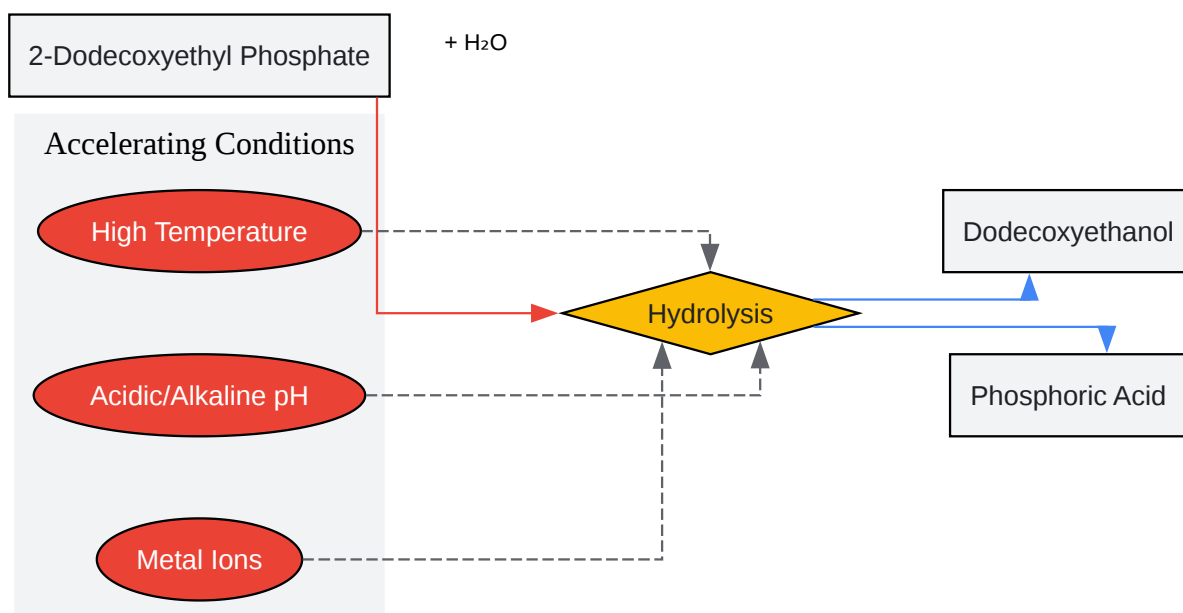 2-Dodecoxyethyl Phosphate
+ H₂O
Accelerating Conditions
High Temperature
Dodecoxyethanol
Hydrolysis
Acidic/Alkaline pH
Phosphoric Acid
Metal Ions